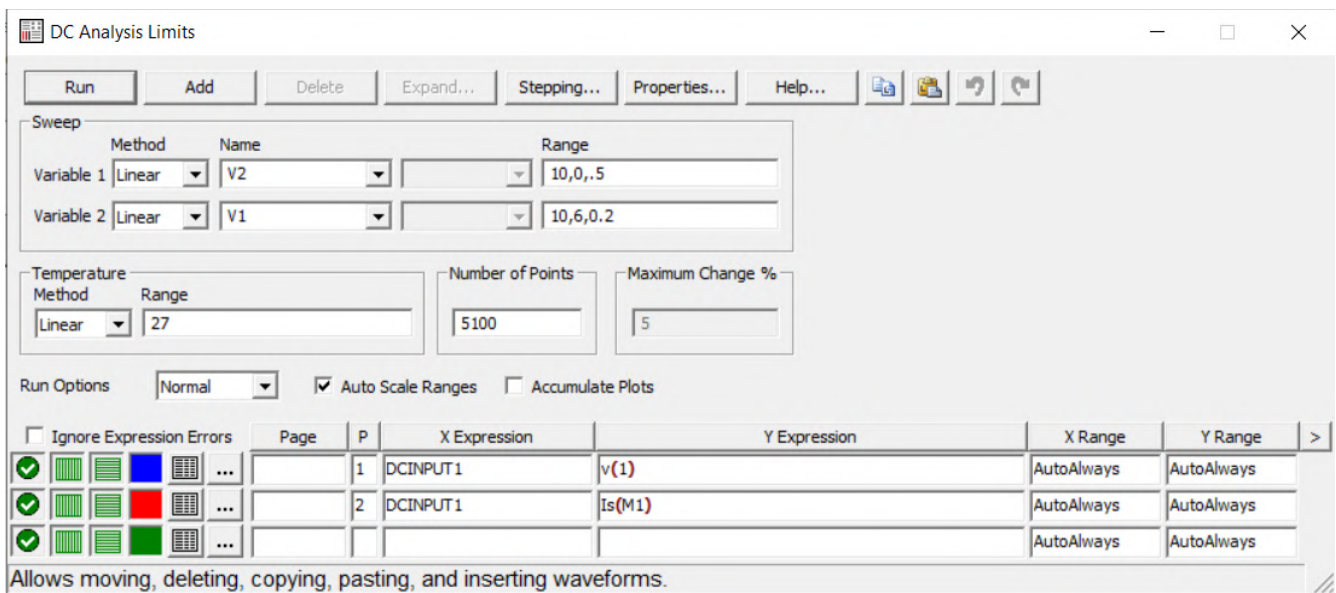 DC Analysis Limits
Run Add Delete Expand... Stepping... Properties... Help...
Sweep
Method Name Range
Variable 1 Linear V2 10,0,.5
Variable 2 Linear V1 10,6,0.2
Temperature Number of Points Maximum Change %
Method Range
Linear 27 5100 5
Run Options Normal Auto Scale Ranges Accumulate Plots
Ignore Expression Errors Page P X Expression Y Expression X Range Y Range >
... 1 DCINPUT1 v(1) AutoAlways AutoAlways
... 2 DCINPUT1 Is(M1) AutoAlways AutoAlways
... AutoAlways AutoAlways
Allows moving, deleting, copying, pasting, and inserting waveforms.